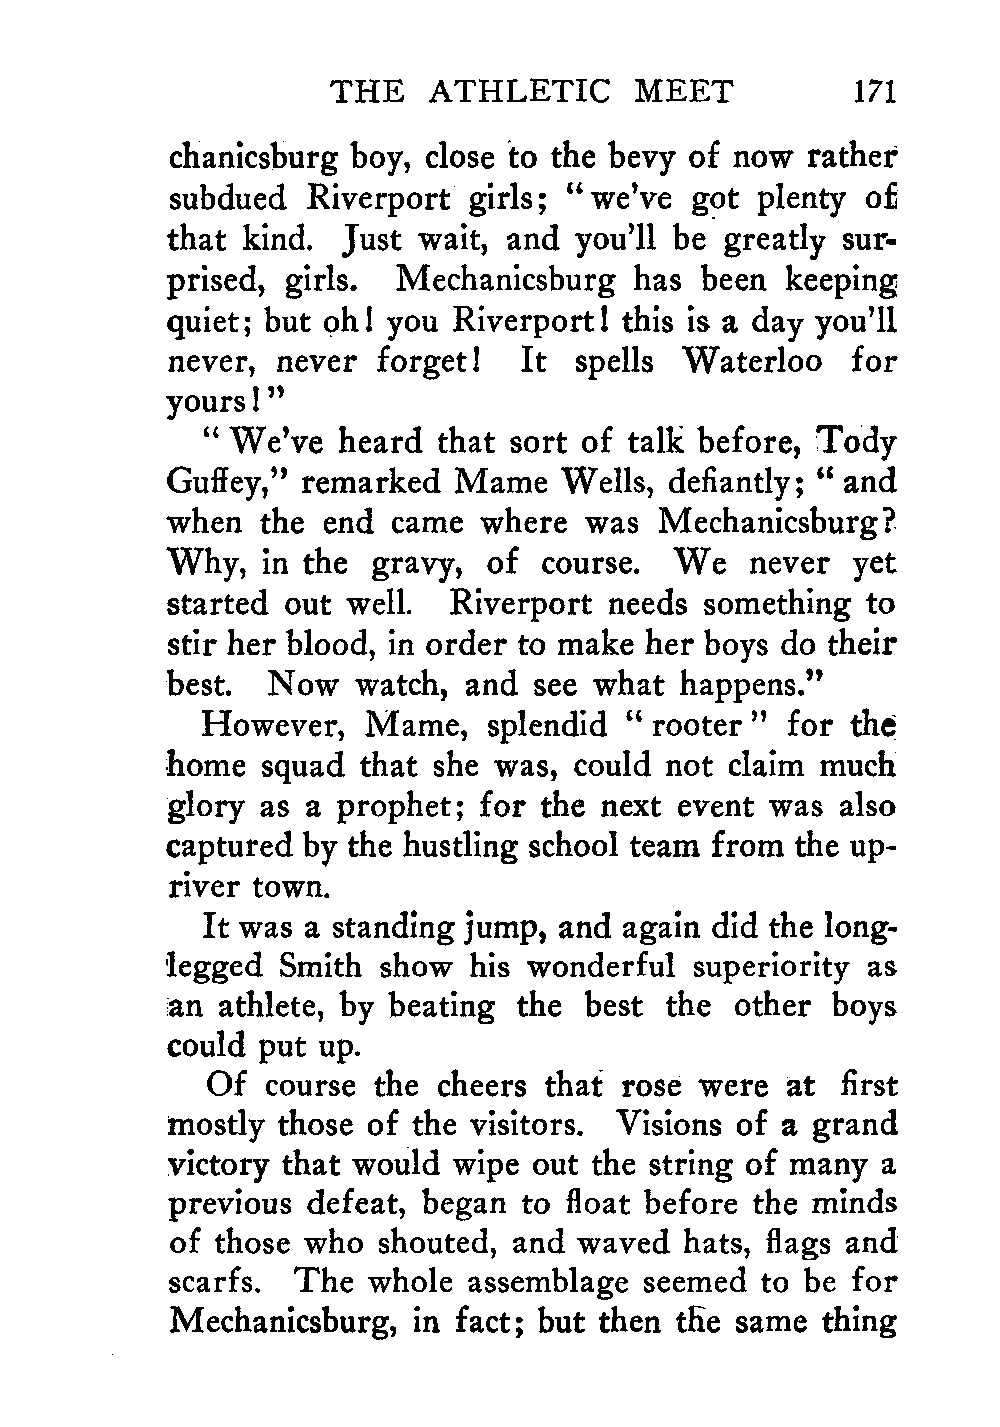 THE ATHLETIC MEET 171
chanicsburg boy, close to the bevy of now rather
subdued Riverport girls; “ we’ve got plenty of
that kind. Just wait, and you’ll be greatly sur-
prised, girls. Mechanicsburg has been keeping
quiet; but oh! you Riverport! this is a day you’ll
never, never forget! It spells Waterloo for
yours!”
“ We’ve heard that sort of talk before, Tody
Guffey,” remarked Mame Wells, defiantly; “ and
when the end came where was Mechanicsburg?
Why, in the gravy, of course. We never yet
started out well. Riverport needs something to
stir her blood, in order to make her boys do their
best. Now watch, and see what happens.”
However, Mame, splendid “ rooter ” for the
home squad that she was, could not claim much
glory as a prophet; for the next event was also
captured by the hustling school team from the up-
river town.
It was a standing jump, and again did the long-
legged Smith show his wonderful superiority as
an athlete, by beating the best the other boys
could put up.
Of course the cheers that rose were at first
mostly those of the visitors. Visions of a grand
victory that would wipe out the string of many a
previous defeat, began to float before the minds
of those who shouted, and waved hats, flags and
scarfs. The whole assemblage seemed to be for
Mechanicsburg, in fact; but then the same thing